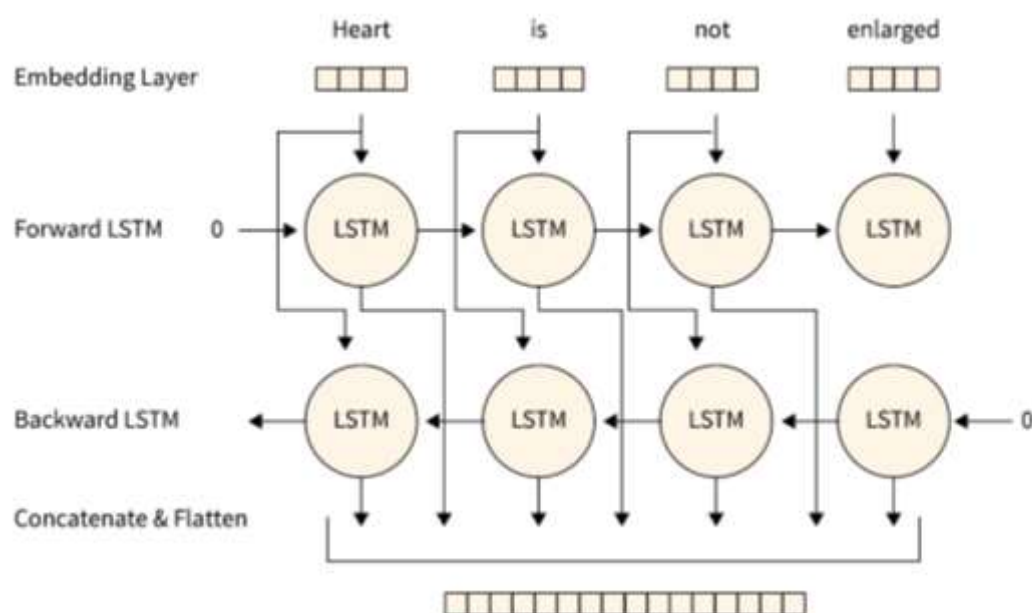 Heart is not enlarged
Embedding Layer
Forward LSTM 0 LSTM LSTM LSTM LSTM
Backward LSTM LSTM LSTM LSTM LSTM 0
Concatenate & Flatten